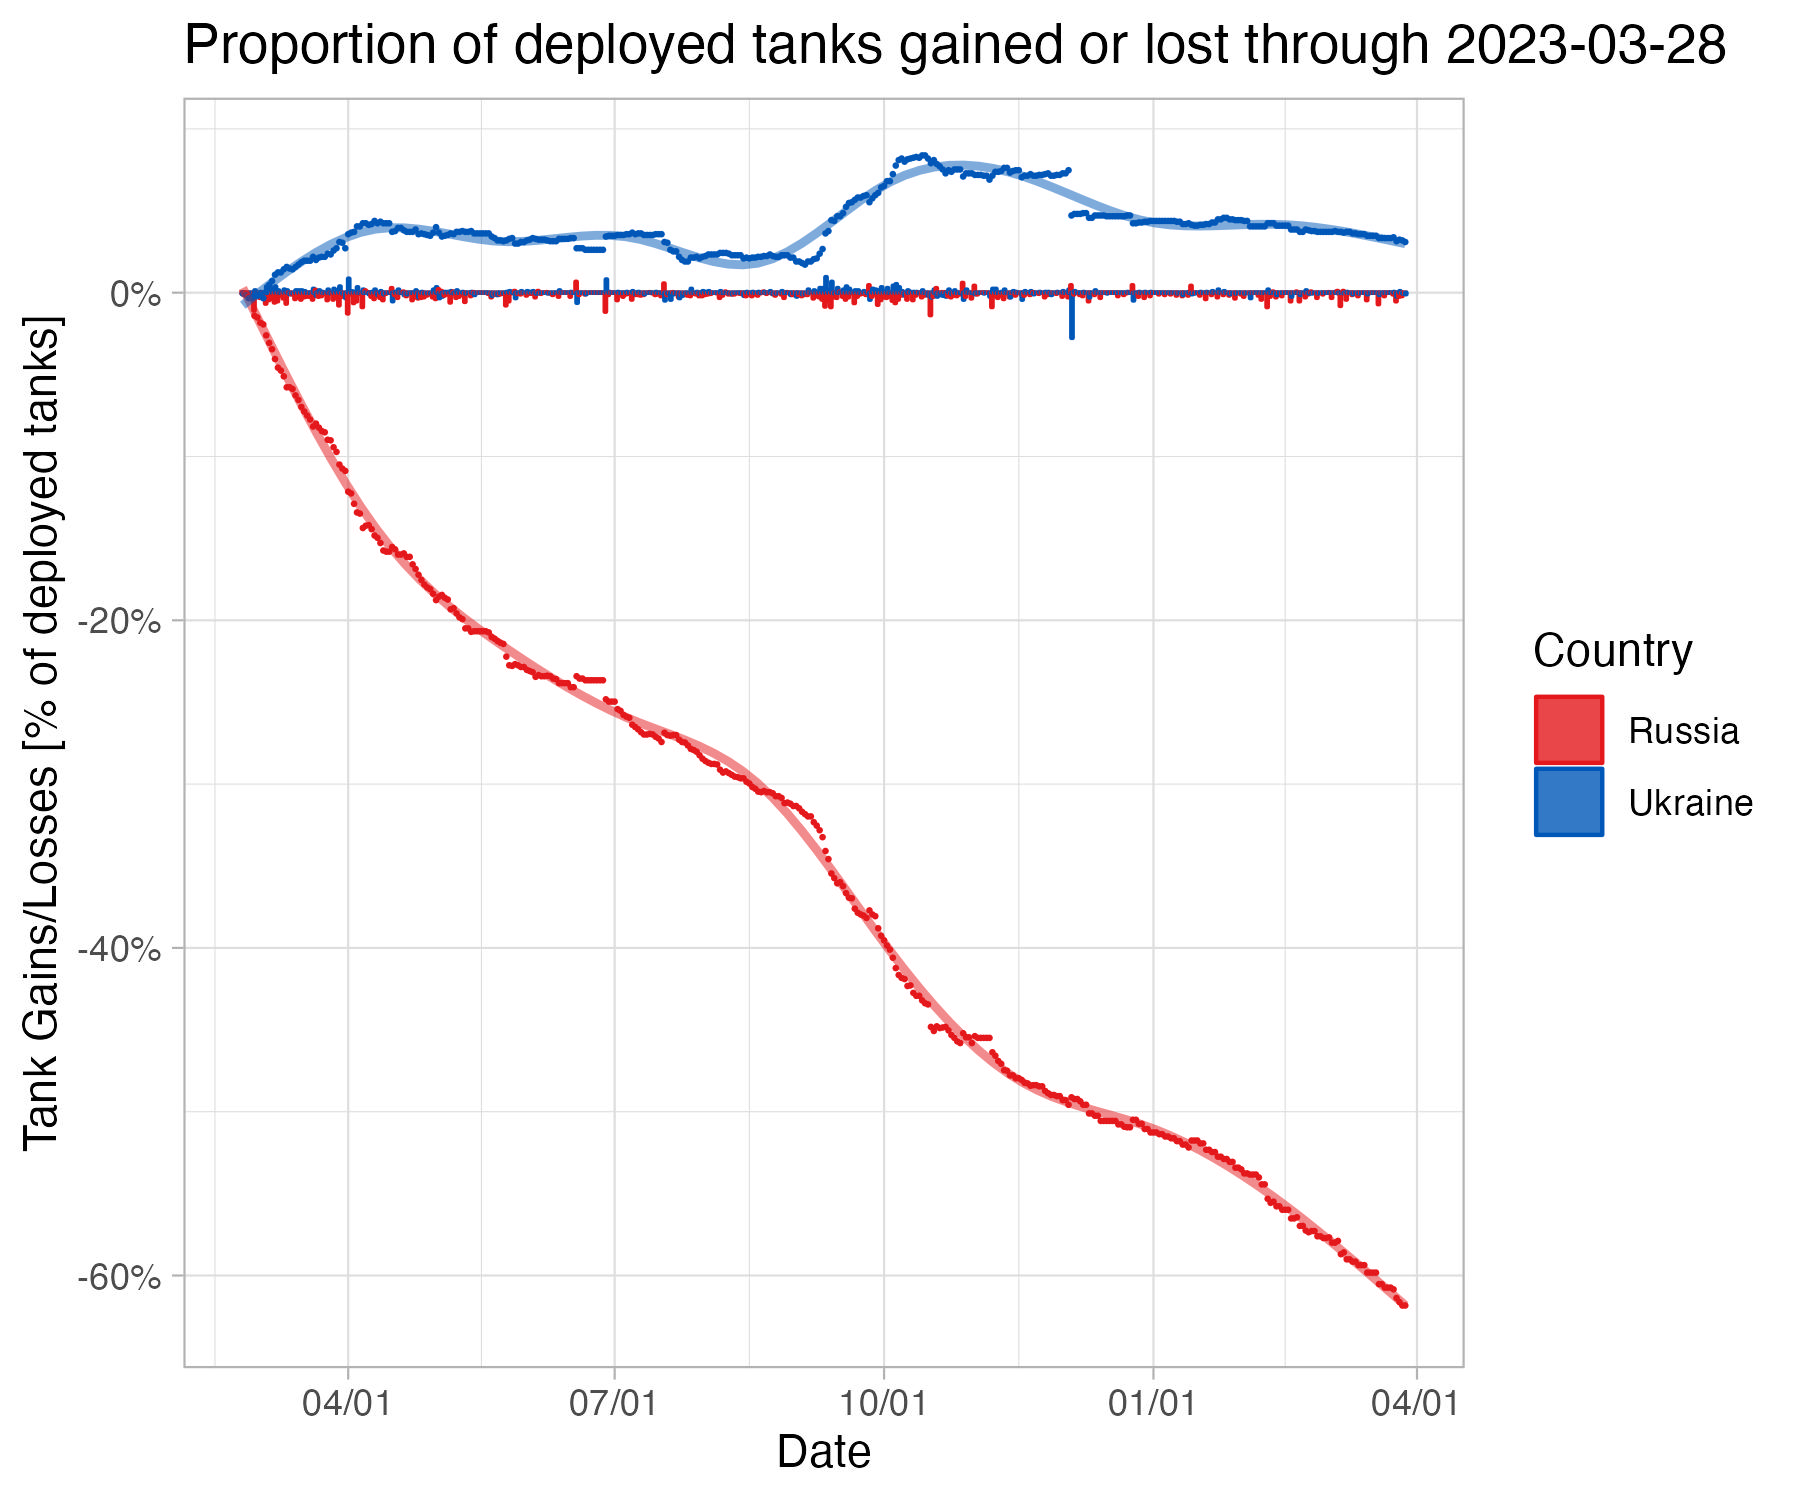 Proportion of deployed tanks gained or lost through 2023-03-28
Tank Gains/Losses [% of deployed tanks]
0%
-20%
-40%
-60%
04/01
07/01
10/01
01/01
04/01
Date
Country
Russia
Ukraine